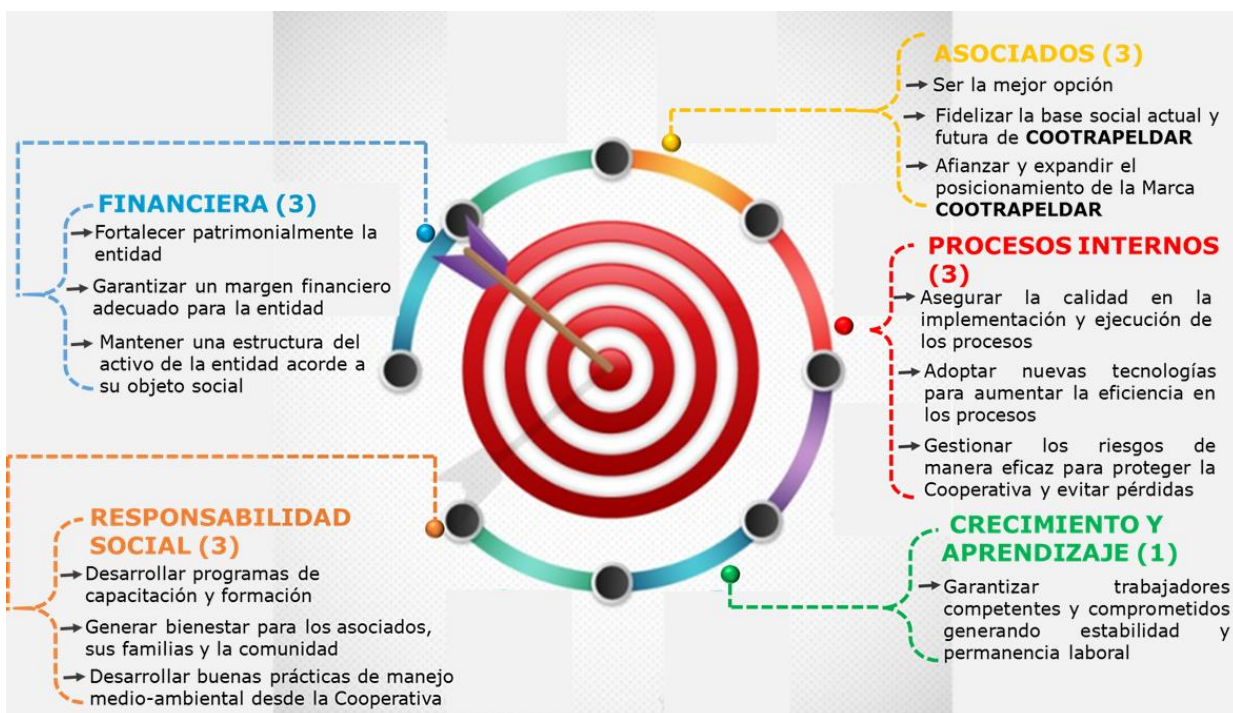 FINANCIERA (3)
Fortalecer patrimonialmente la
entidad
Garantizar un margen financiero
adecuado para la entidad
Mantener una estructura del
activo de la entidad acorde a
su objeto social
RESPONSABILIDAD
SOCIAL (3)
Desarrollar programas de
capacitación y formación
Generar bienestar para los asociados,
sus familias y la comunidad
Desarrollar buenas prácticas de manejo
medio-ambiental desde la Cooperativa
ASOCIADOS (3)
Ser la mejor opción
Fidelizar la base social actual y
futura de COOTRAPELDAR
Afianzar y expandir el
posicionamiento de la Marca
COOTRAPELDAR
PROCESOS INTERNOS
(3)
Asegurar la calidad en la
implementación y ejecución de
los procesos
Adoptar nuevas tecnologías
para aumentar la eficiencia en
los procesos
Gestionar los riesgos de
manera eficaz para proteger la
Cooperativa y evitar pérdidas
CRECIMIENTO Y
APRENDIZAJE (1)
Garantizar trabajadores
competentes y comprometidos
generando estabilidad y
permanencia laboral